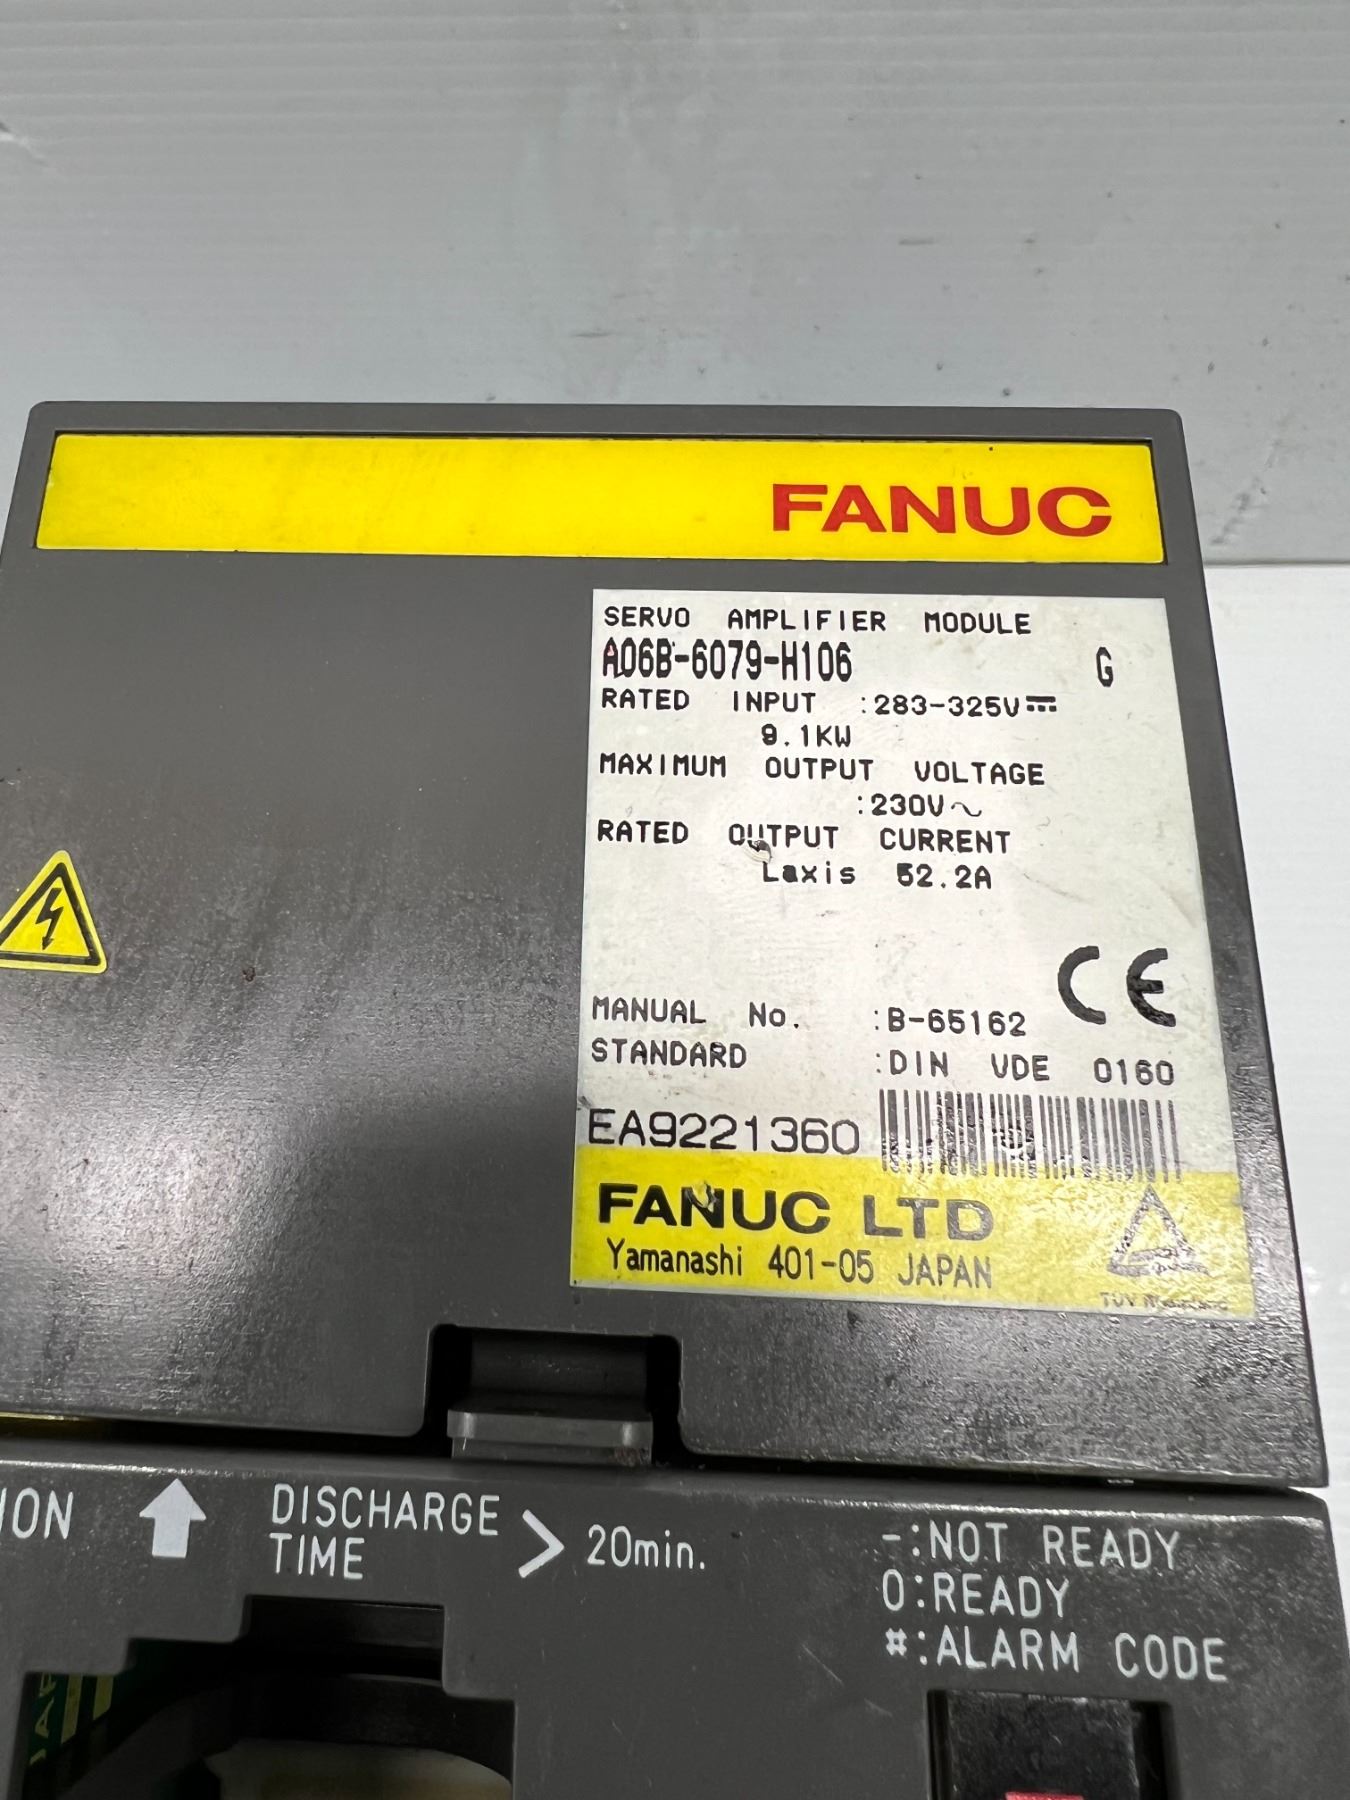 FANUC
SERVO AMPLIFIER MODULE
A06B-6079-H106 G
RATED INPUT :283-325V
9.1KW
MAXIMUM OUTPUT VOLTAGE
:230V~
RATED OUTPUT CURRENT
Laxis 52.2A
CE
MANUAL No. :B-65162
STANDARD :DIN VDE 0160
EA9221360
FANUC LTD
Yamanashi 401-05 JAPAN
TUV
ION DISCHARGE TIME > 20min.
-:NOT READY
0:READY
#:ALARM CODE